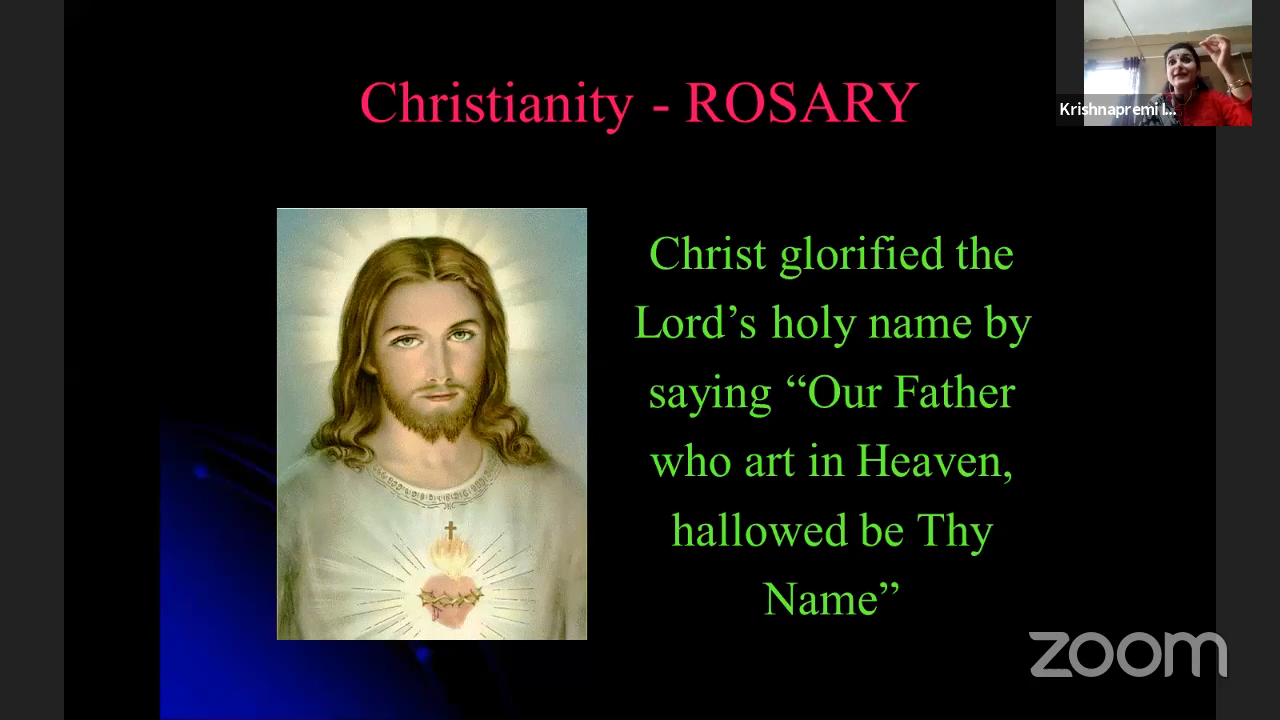 Christianity - ROSARY
Krishnapremi I...
Christ glorified the
Lord’s holy name by
saying “Our Father
who art in Heaven,
hallowed be Thy
Name”
zoom